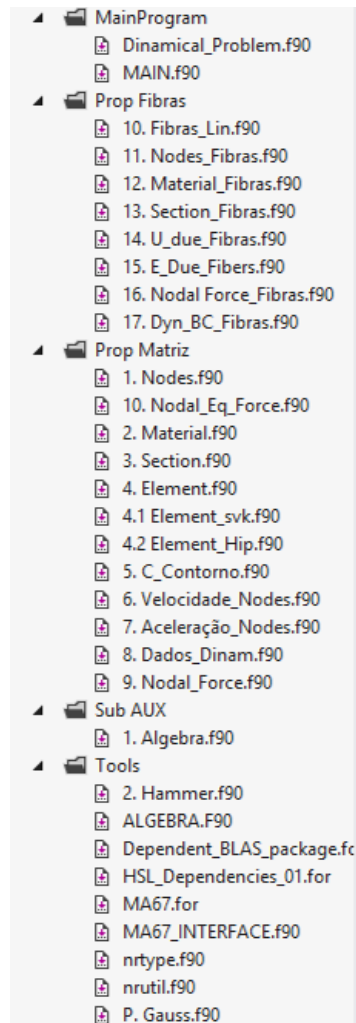 MainProgram
Dinamical_Problem.f90
MAIN.f90
Prop Fibras
10. Fibras_Lin.f90
11. Nodes_Fibras.f90
12. Material_Fibras.f90
13. Section_Fibras.f90
14. U_due_Fibras.f90
15. E_Due_Fibers.f90
16. Nodal Force_Fibras.f90
17. Dyn_BC_Fibras.f90
Prop Matriz
1. Nodes.f90
10. Nodal_Eq_Force.f90
2. Material.f90
3. Section.f90
4. Element.f90
4.1 Element_svk.f90
4.2 Element_Hip.f90
5. C_Contorno.f90
6. Velocidade_Nodes.f90
7. Aceleração_Nodes.f90
8. Dados_Dinam.f90
9. Nodal_Force.f90
Sub AUX
1. Algebra.f90
Tools
2. Hammer.f90
ALGEBRA.F90
Dependent_BLAS_package.fo
HSL_Dependencies_01.for
MA67.for
MA67_INTERFACE.f90
nrtype.f90
nrutil.f90
P. Gauss.f90